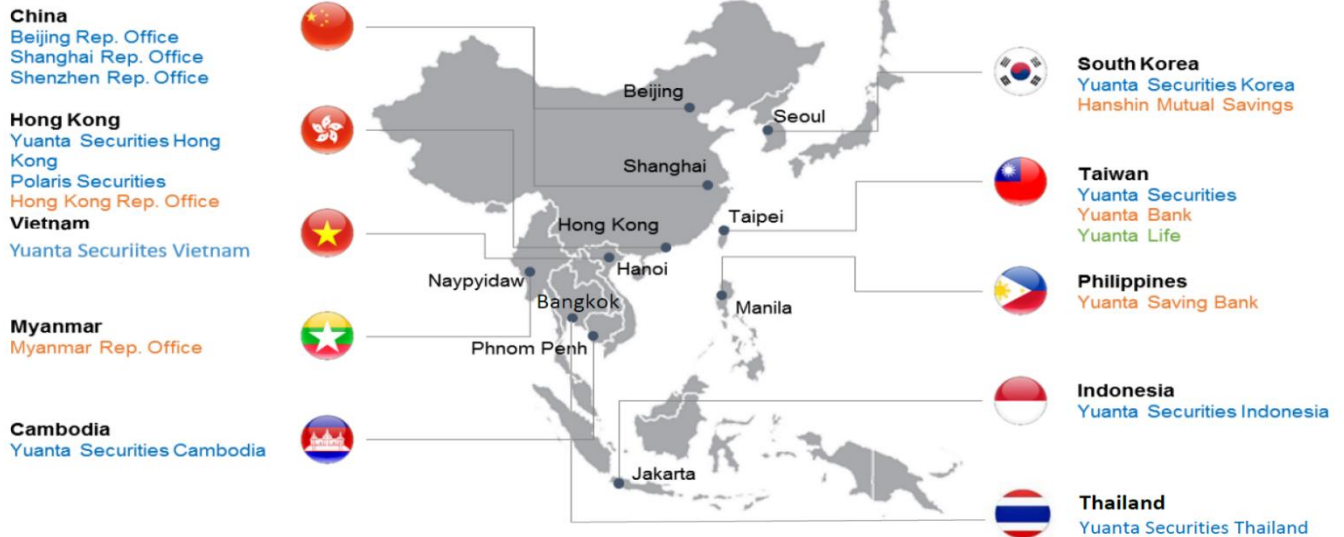 China
Beijing Rep. Office
Shanghai Rep. Office
Shenzhen Rep. Office
Hong Kong
Yuanta Securities Hong
Kong
Polaris Securities
Hong Kong Rep. Office
Vietnam
Yuanta Securiites Vietnam
Myanmar
Myanmar Rep. Office
Cambodia
Yuanta Securities Cambodia
Beijing
Seoul
Shanghai
Hong Kong
Taipei
Hanoi
Naypyidaw
Bangkok
Manila
Phnom Penh
Jakarta
South Korea
Yuanta Securities Korea
Hanshin Mutual Savings
Taiwan
Yuanta Securities
Yuanta Bank
Yuanta Life
Philippines
Yuanta Saving Bank
Indonesia
Yuanta Securities Indonesia
Thailand
Yuanta Securities Thailand